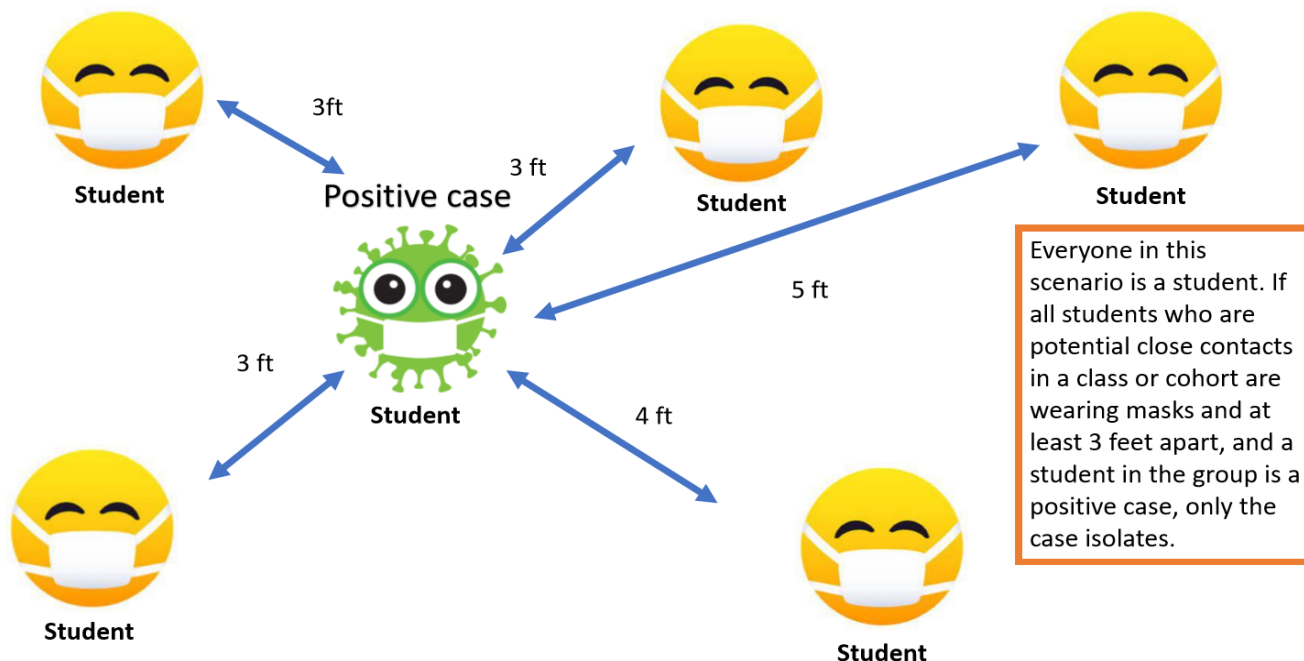 3ft
Student
Positive case
3 ft
Student
Student
5 ft
Everyone in this
scenario is a student. If
all students who are
potential close contacts
in a class or cohort are
wearing masks and at
least 3 feet apart, and a
student in the group is a
positive case, only the
case isolates.
3 ft
Student
4 ft
Student
Student